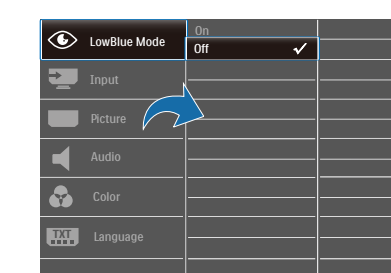 LowBlue Mode
On
Off
Input
Picture
Audio
Color
TXT
Language